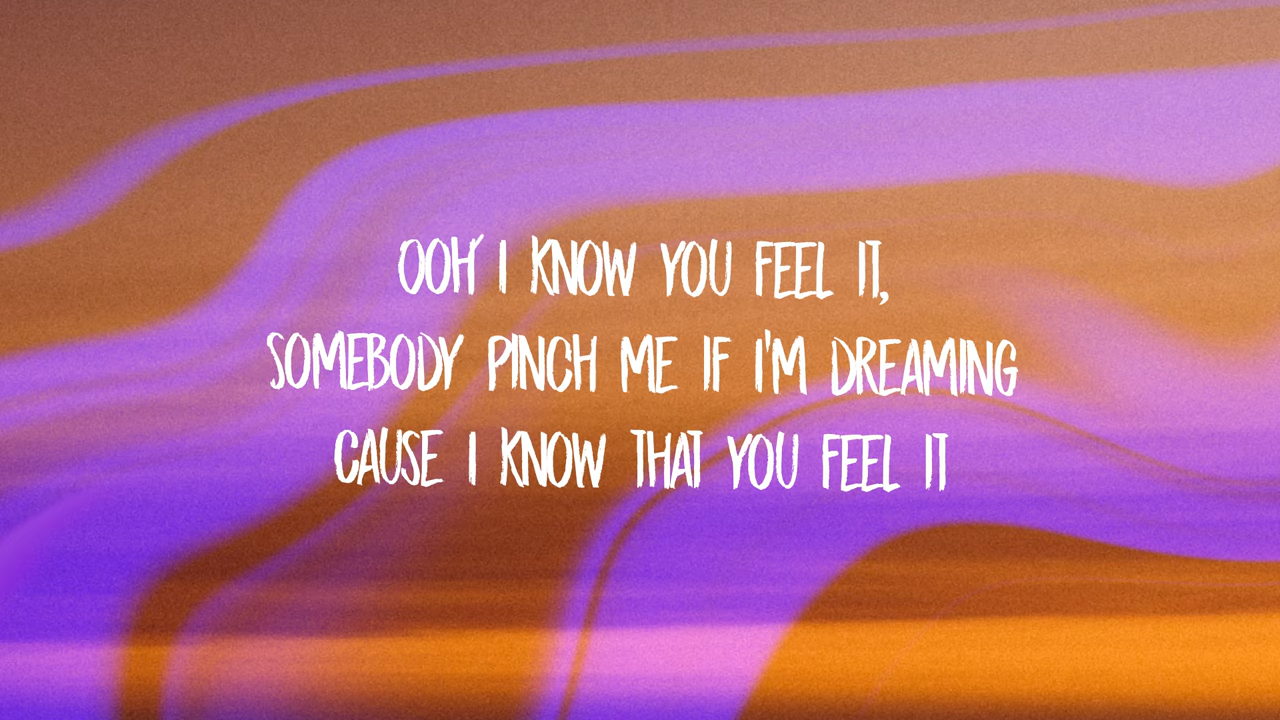 OOH' I KNOW YOU FEEL IT,
SOMEBODY PINCH ME IF I'M DREAMING
CAUSE I KNOW THAT YOU FEEL IT